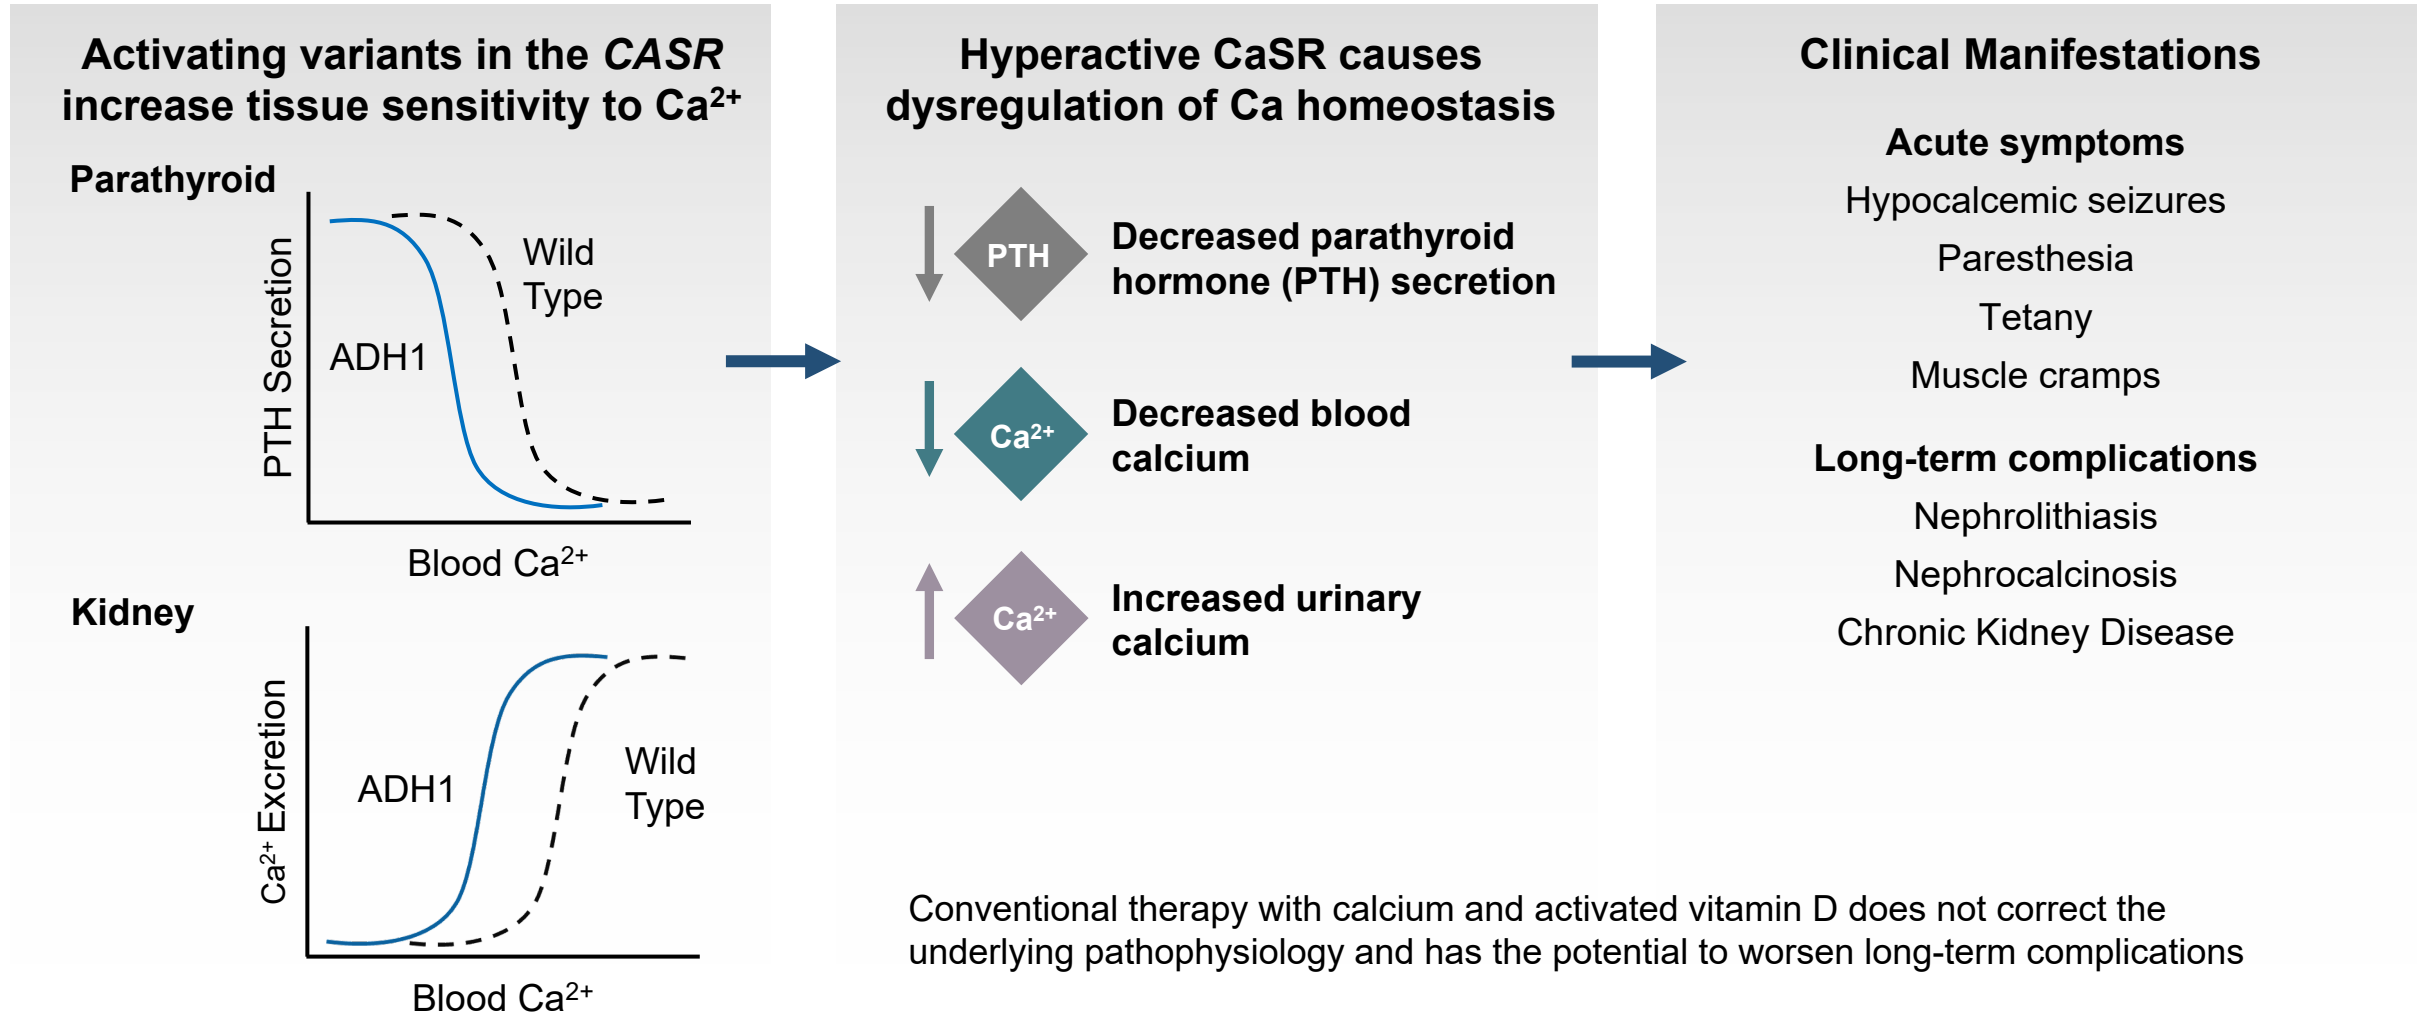 Activating variants in the CASR
increase tissue sensitivity to Ca²⁺
Parathyroid
PTH Secretion
Wild
Type
ADH1
Blood Ca²⁺
Kidney
Ca²⁺ Excretion
ADH1
Wild
Type
Blood Ca²⁺
Hyperactive CaSR causes
dysregulation of Ca homeostasis
PTH
Decreased parathyroid
hormone (PTH) secretion
Ca²⁺
Decreased blood
calcium
Ca²⁺
Increased urinary
calcium
Clinical Manifestations
Acute symptoms
Hypocalcemic seizures
Paresthesia
Tetany
Muscle cramps
Long-term complications
Nephrolithiasis
Nephrocalcinosis
Chronic Kidney Disease
Conventional therapy with calcium and activated vitamin D does not correct the
underlying pathophysiology and has the potential to worsen long-term complications